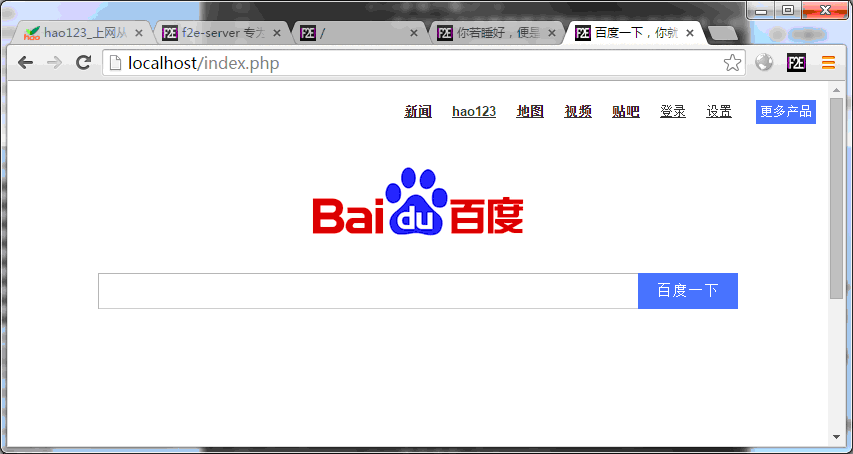 hao123_上网从
f2e-server 专为
/
你若睡好，便是
百度一下，你就
localhost/index.php
F2E
新闻 hao123 地图 视频 贴吧 登录 设置 更多产品
Bai du 百度
百度一下